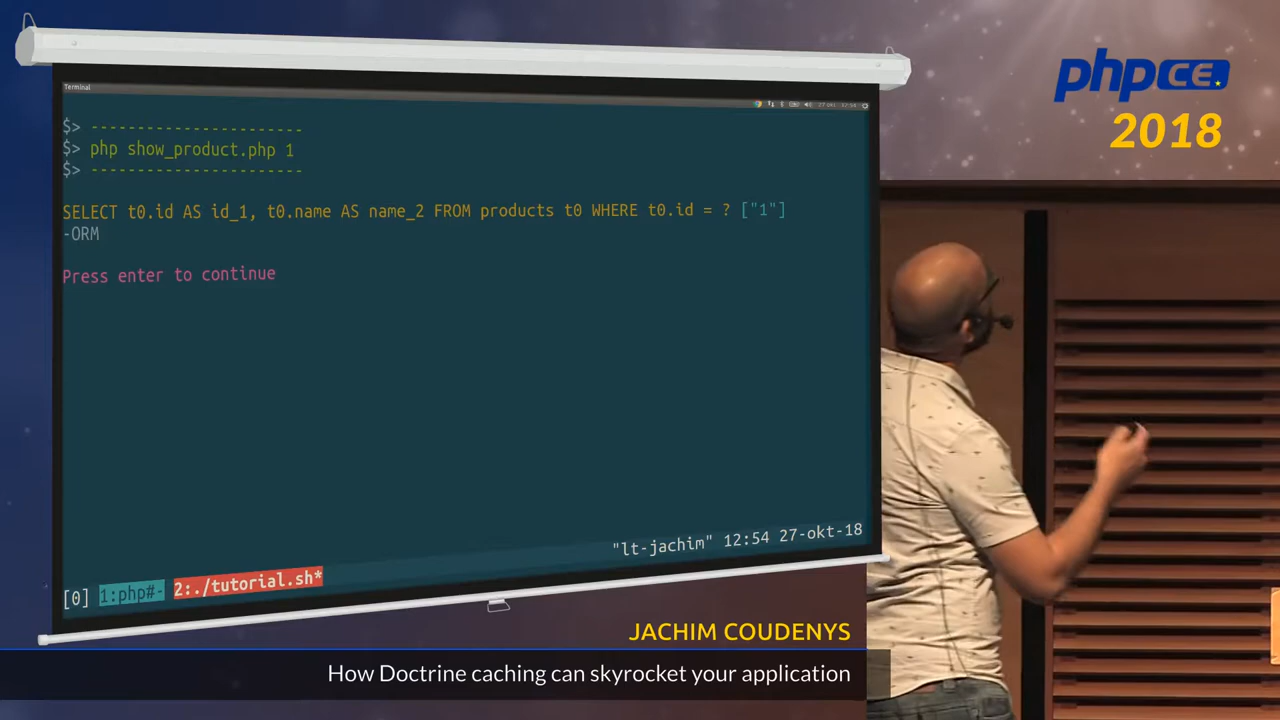 Terminal
$> -----------------------
$> php show_product.php 1
$> -----------------------
SELECT t0.id AS id_1, t0.name AS name_2 FROM products t0 WHERE t0.id = ? ["1"]
-ORM
Press enter to continue
"lt-jachim" 12:54 27-okt-18
[0] 1:php#- 2:./tutorial.sh*
phpCE
2018
JACHIM COUDENYS
How Doctrine caching can skyrocket your application